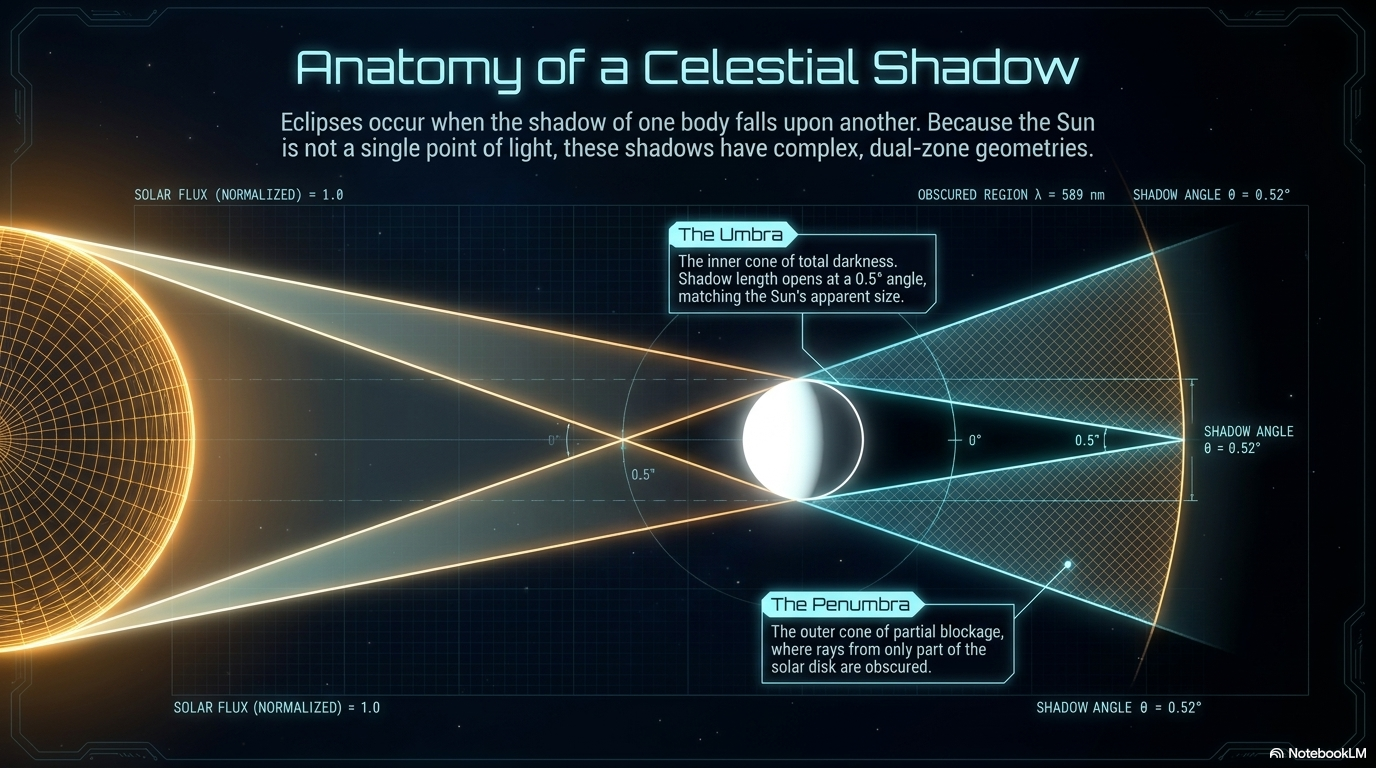 Anatomy of a Celestial Shadow
Eclipses occur when the shadow of one body falls upon another. Because the Sun
is not a single point of light, these shadows have complex, dual-zone geometries.
SOLAR FLUX (NORMALIZED) = 1.0
OBSCURED REGION λ = 589 nm
SHADOW ANGLE θ = 0.52°
The Umbra
The inner cone of total darkness.
Shadow length opens at a 0.5° angle,
matching the Sun's apparent size.
0°
0.5°
0°
0.5°
SHADOW ANGLE
θ = 0.52°
The Penumbra
The outer cone of partial blockage,
where rays from only part of the
solar disk are obscured.
SOLAR FLUX (NORMALIZED) = 1.0
SHADOW ANGLE θ = 0.52°
NotebookLM